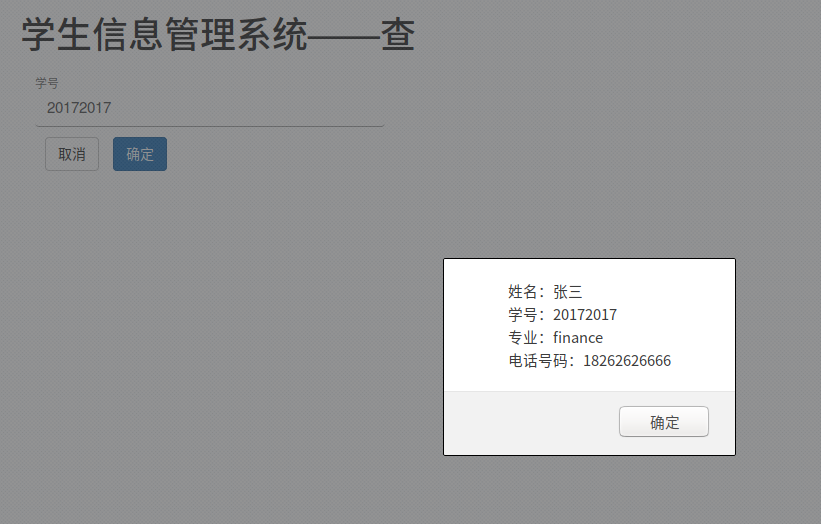 学生信息管理系统——查
学号
20172017
取消 确定
姓名：张三
学号：20172017
专业：finance
电话号码：18262626666
确定